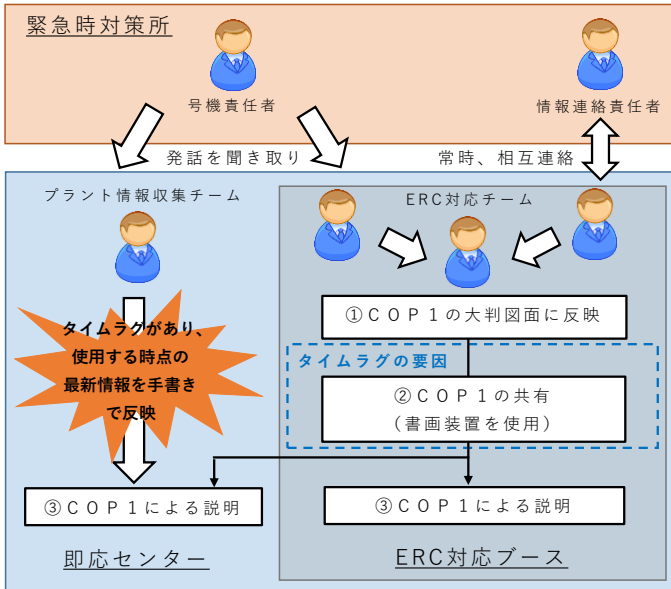 緊急時対策所
号機責任者
情報連絡責任者
発話を聞き取り
常時、相互連絡
プラント情報収集チーム
ERC対応チーム
①ＣＯＰ１の大判図面に反映
タイムラグがあり、
使用する時点の
最新情報を手書き
で反映
タイムラグの要因
②ＣＯＰ１の共有
（書画装置を使用）
③ＣＯＰ１による説明
③ＣＯＰ１による説明
即応センター
ERC対応ブース